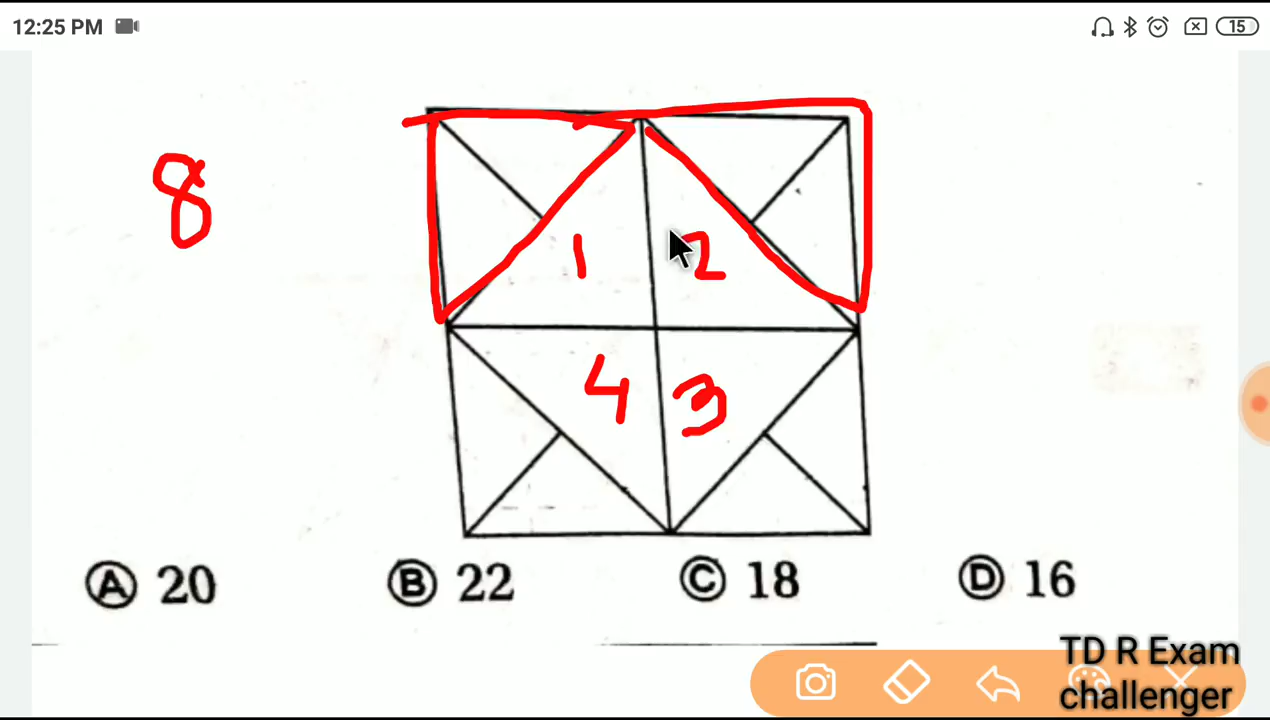 12:25 PM 15
8
1 2
4 3
Ⓐ 20 Ⓑ 22 Ⓒ 18 Ⓓ 16
TD R Exam
challenger